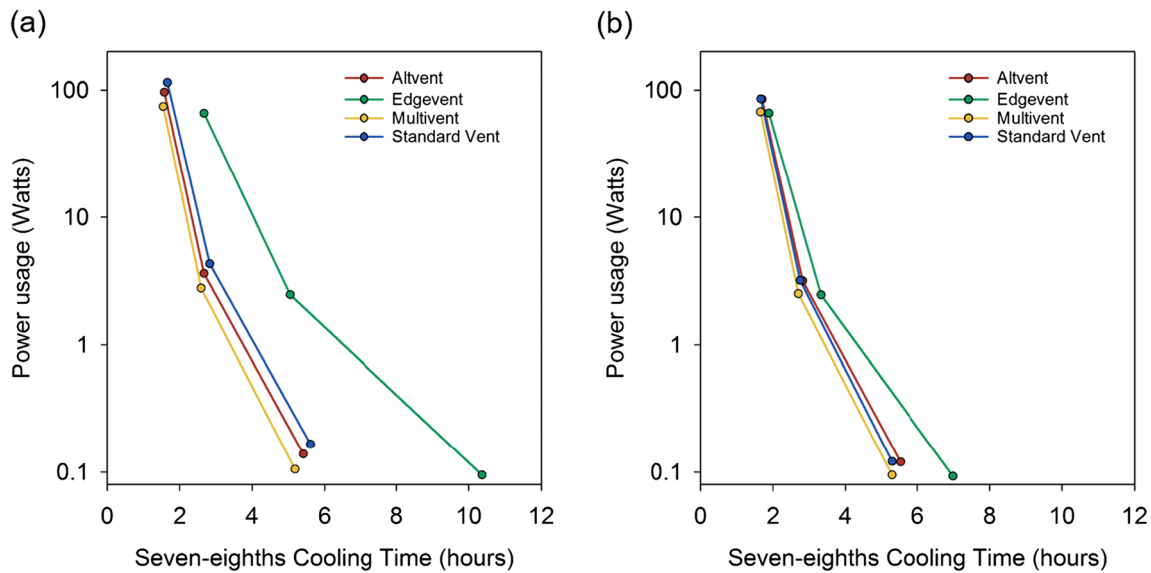 (a)
Altvent
Edgevent
Multivent
Standard Vent
100
10
1
0.1
Power usage (Watts)
0 2 4 6 8 10 12
Seven-eighths Cooling Time (hours)
(b)
Altvent
Edgevent
Multivent
Standard Vent
100
10
1
0.1
Power usage (Watts)
0 2 4 6 8 10 12
Seven-eighths Cooling Time (hours)